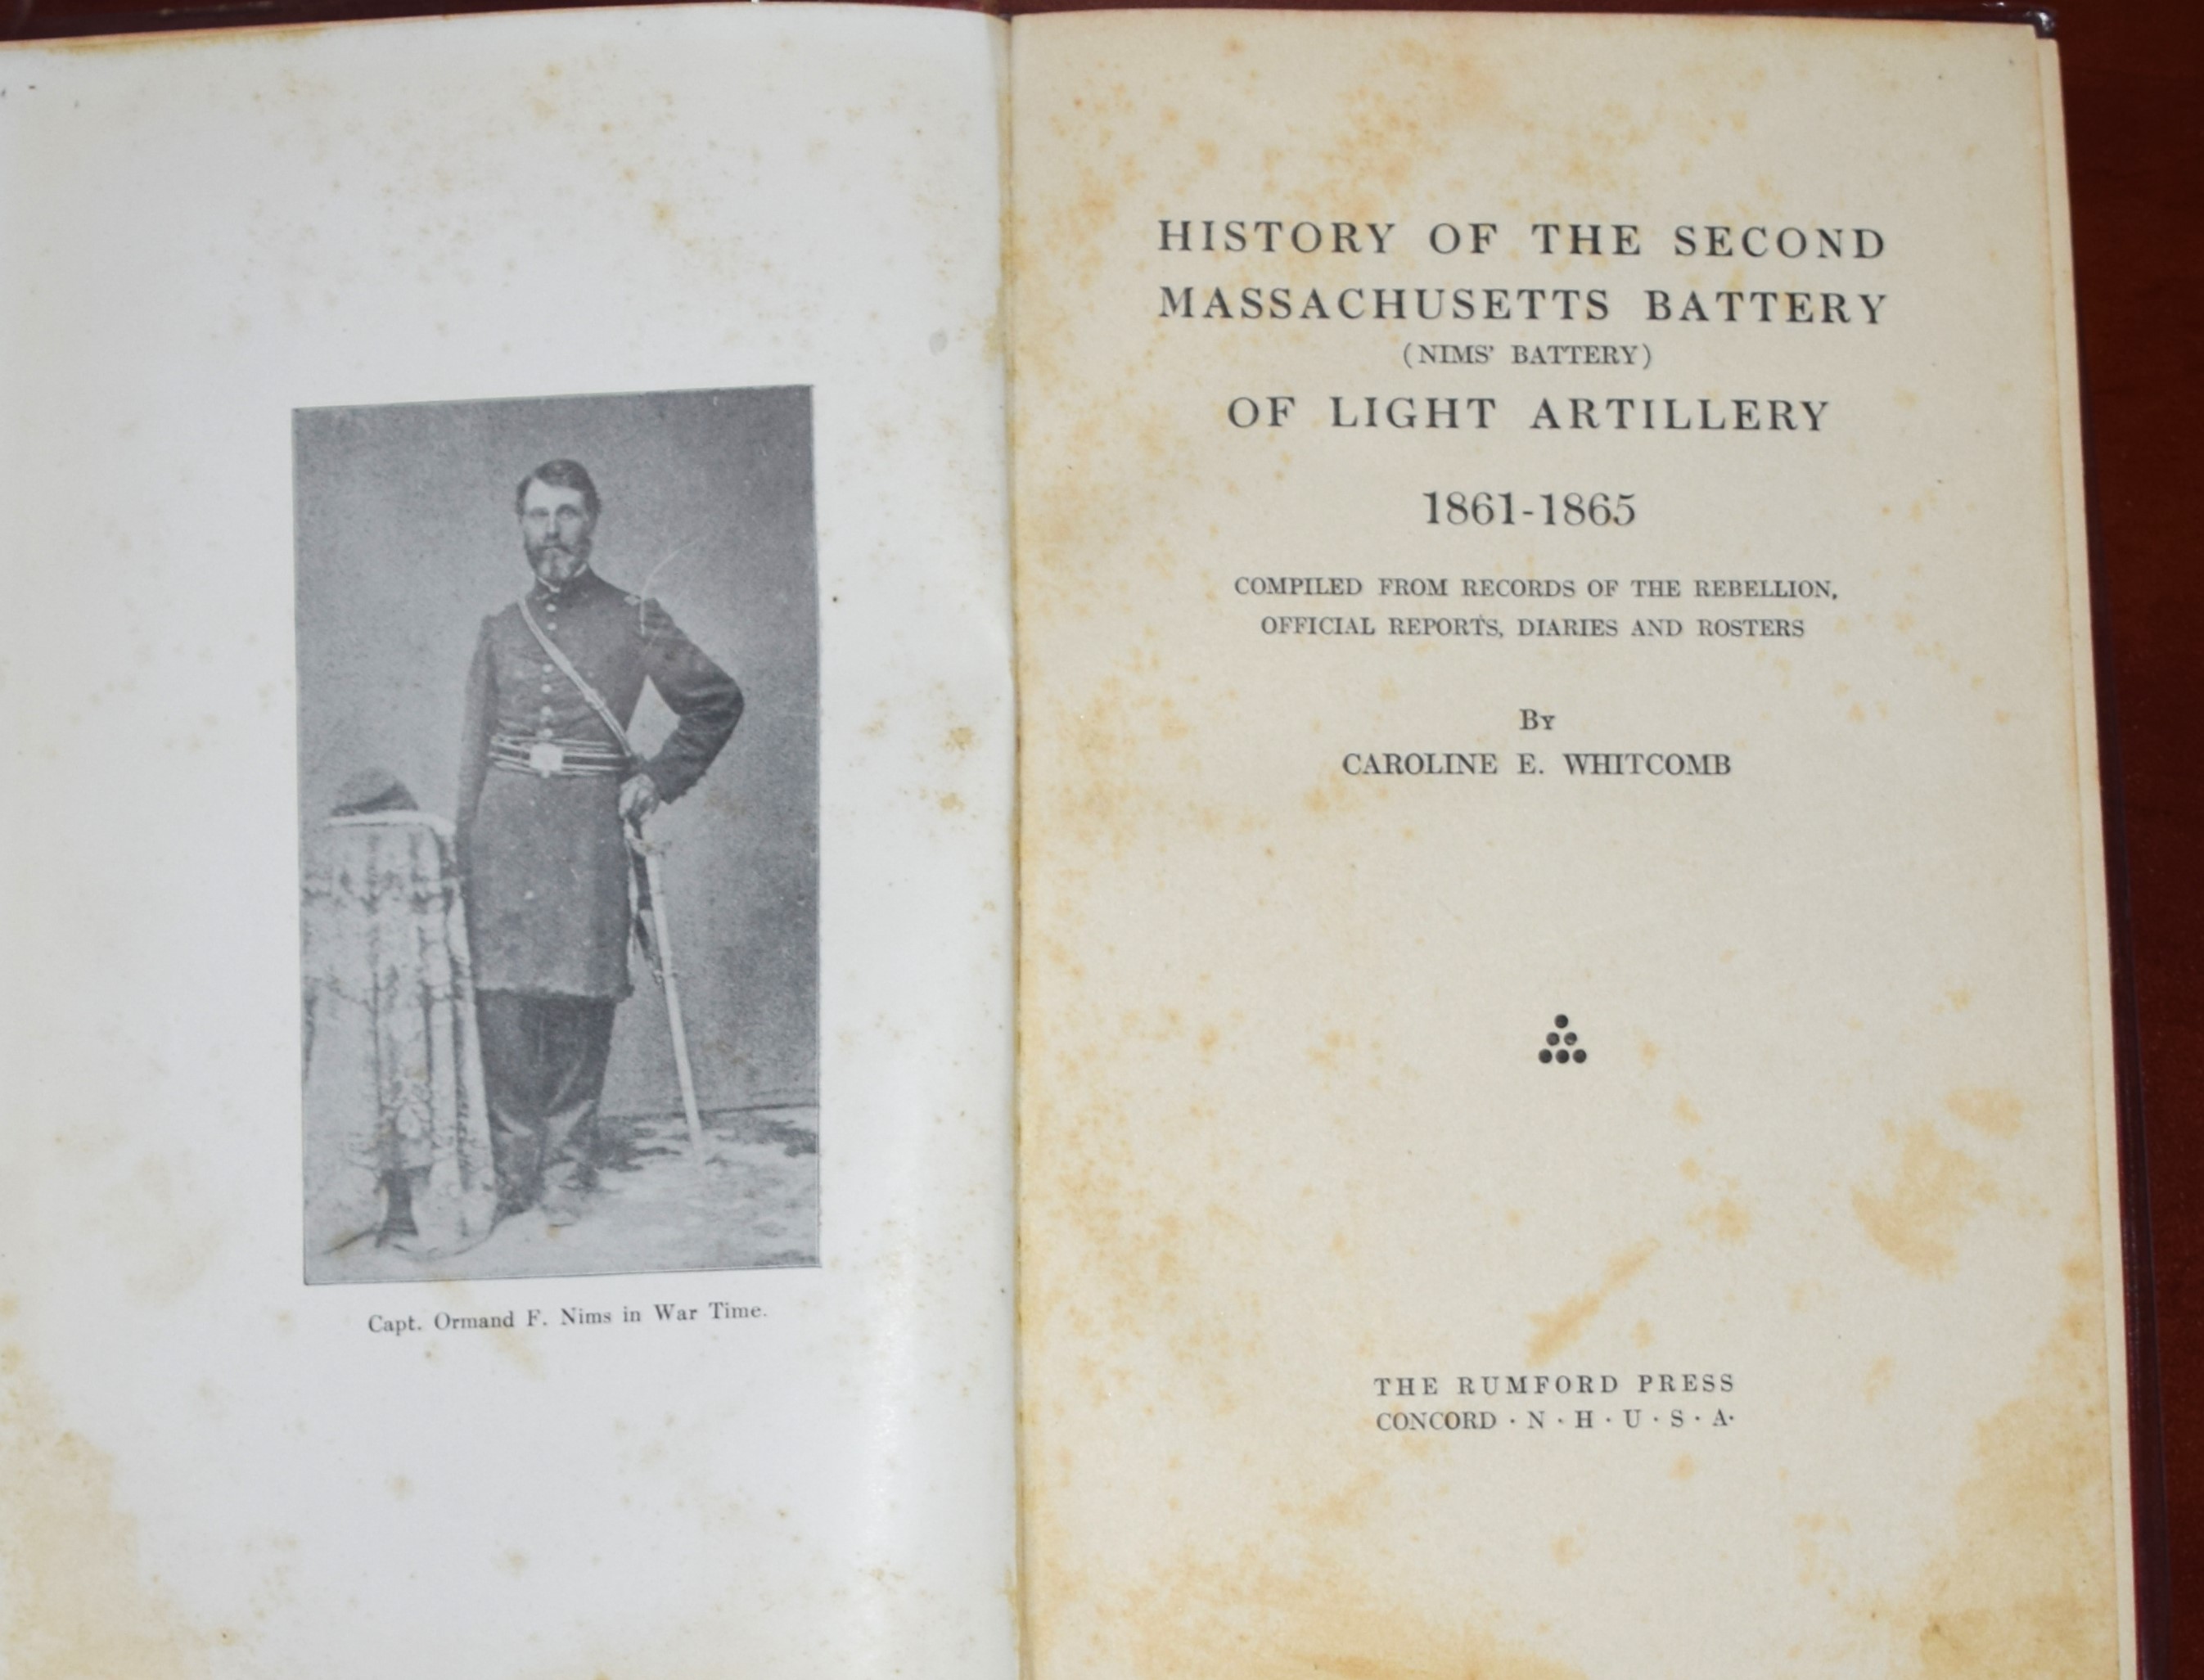 Capt. Ormand F. Nims in War Time.
HISTORY OF THE SECOND
MASSACHUSETTS BATTERY
(NIMS' BATTERY)
OF LIGHT ARTILLERY
1861-1865
COMPILED FROM RECORDS OF THE REBELLION,
OFFICIAL REPORTS, DIARIES AND ROSTERS
By
CAROLINE E. WHITCOMB
THE RUMFORD PRESS
CONCORD · N · H · U · S · A ·